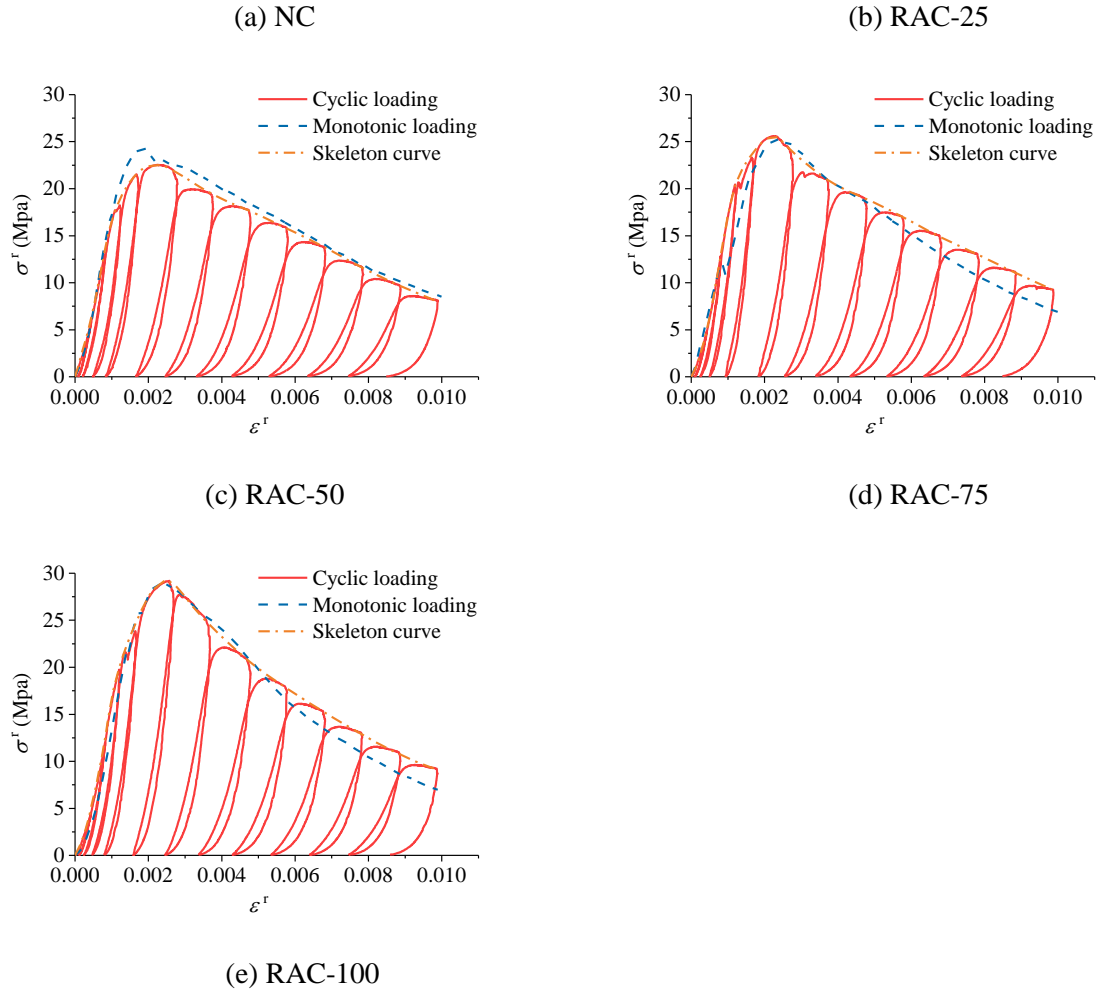 (a) NC
(b) RAC-25
30
25
20
15
10
5
0
σ r (Mpa)
Cyclic loading
Monotonic loading
Skeleton curve
0.000 0.002 0.004 0.006 0.008 0.010
ε r
30
25
20
15
10
5
0
σ r (Mpa)
Cyclic loading
Monotonic loading
Skeleton curve
0.000 0.002 0.004 0.006 0.008 0.010
ε r
(c) RAC-50
(d) RAC-75
30
25
20
15
10
5
0
σ r (Mpa)
Cyclic loading
Monotonic loading
Skeleton curve
0.000 0.002 0.004 0.006 0.008 0.010
ε r
(e) RAC-100